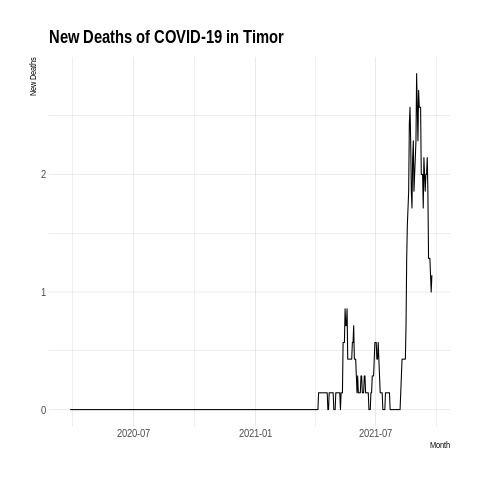 New Deaths of COVID-19 in Timor
New Deaths
2
1
0
2020-07
2021-01
2021-07
Month